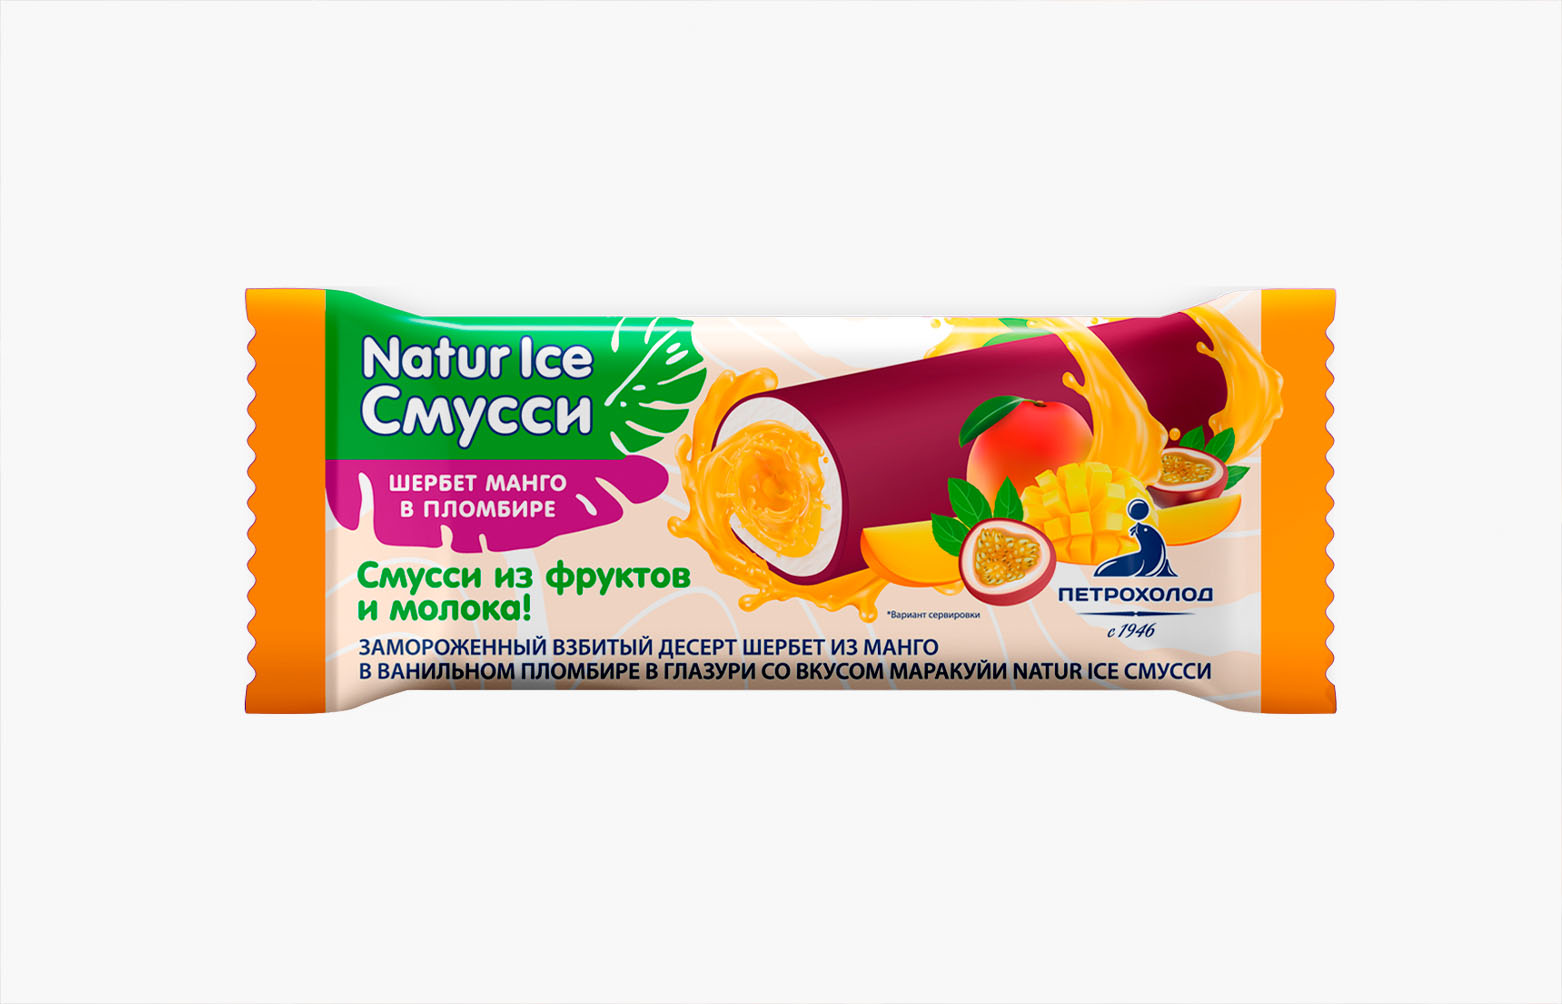 Natur Ice
Смусси
ШЕРБЕТ МАНГО
В ПЛОМБИРЕ
Смусси из фруктов
и молока!
*Вариант сервировки
ПЕТРОХОЛОД
с 1946
ЗАМОРОЖЕННЫЙ ВЗБИТЫЙ ДЕСЕРТ ШЕРБЕТ ИЗ МАНГО
В ВАНИЛЬНОМ ПЛОМБИРЕ В ГЛАЗУРИ СО ВКУСОМ МАРАКУЙИ NATUR ICE СМУССИ